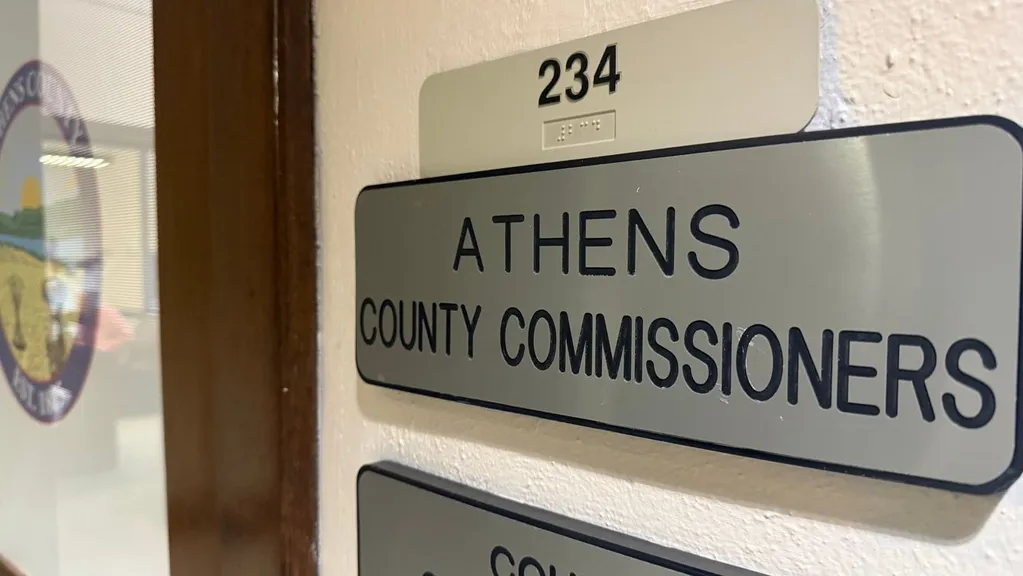 234
ATHENS
COUNTY COMMISSIONERS